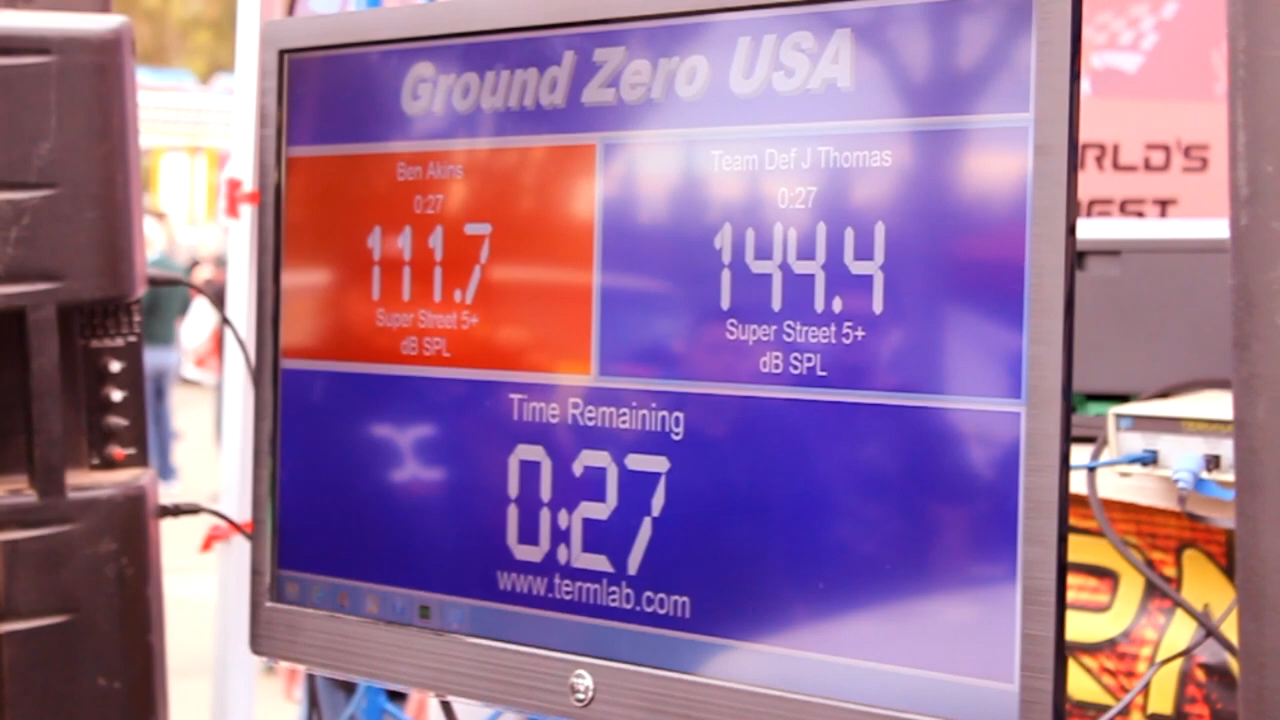 Ground Zero USA
Ben Akins
0:27
111.7
Super Street 5+
dB SPL
Team Def J Thomas
0:27
144.4
Super Street 5+
dB SPL
Time Remaining
0:27
www.termlab.com
RLD'S
EST